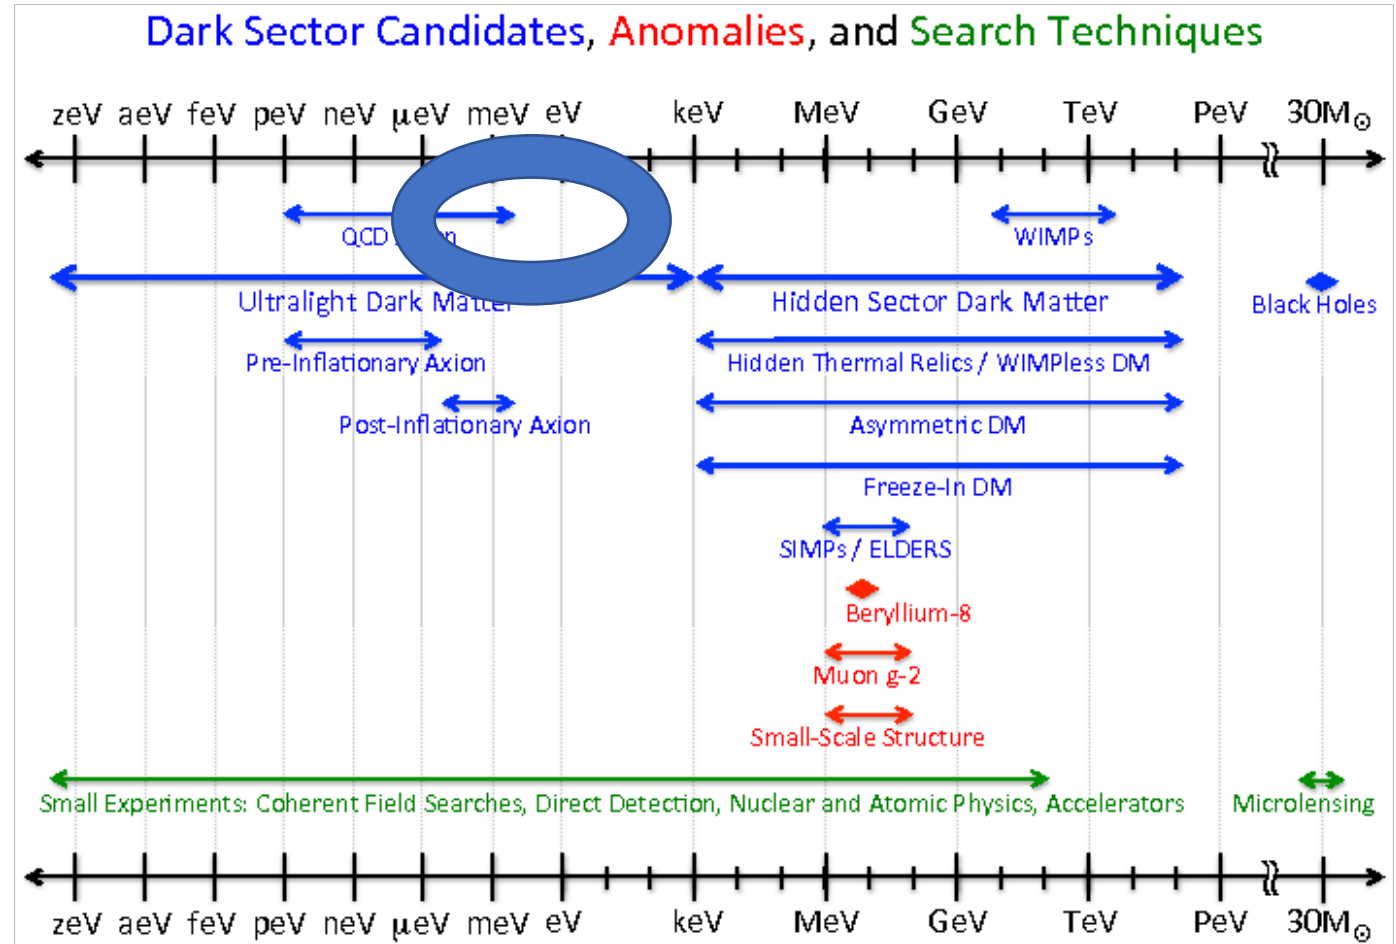 Dark Sector Candidates, Anomalies, and Search Techniques
zeV aeV feV peV neV μeV meV eV keV MeV GeV TeV PeV 30M⊙
QCD WIMPs
Ultralight Dark Matter Hidden Sector Dark Matter Black Holes
Pre-Inflationary Axion Hidden Thermal Relics / WIMPless DM
Post-Inflationary Axion Asymmetric DM
Freeze-In DM
SIMPs / ELDERS
Beryllium-8
Muon g-2
Small-Scale Structure
Small Experiments: Coherent Field Searches, Direct Detection, Nuclear and Atomic Physics, Accelerators Microlensing
zeV aeV feV peV neV μeV meV eV keV MeV GeV TeV PeV 30M⊙